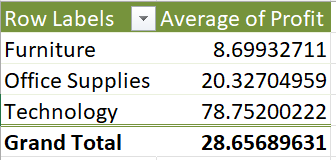 Row Labels Average of Profit
Furniture 8.69932711
Office Supplies 20.32704959
Technology 78.75200222
Grand Total 28.65689631